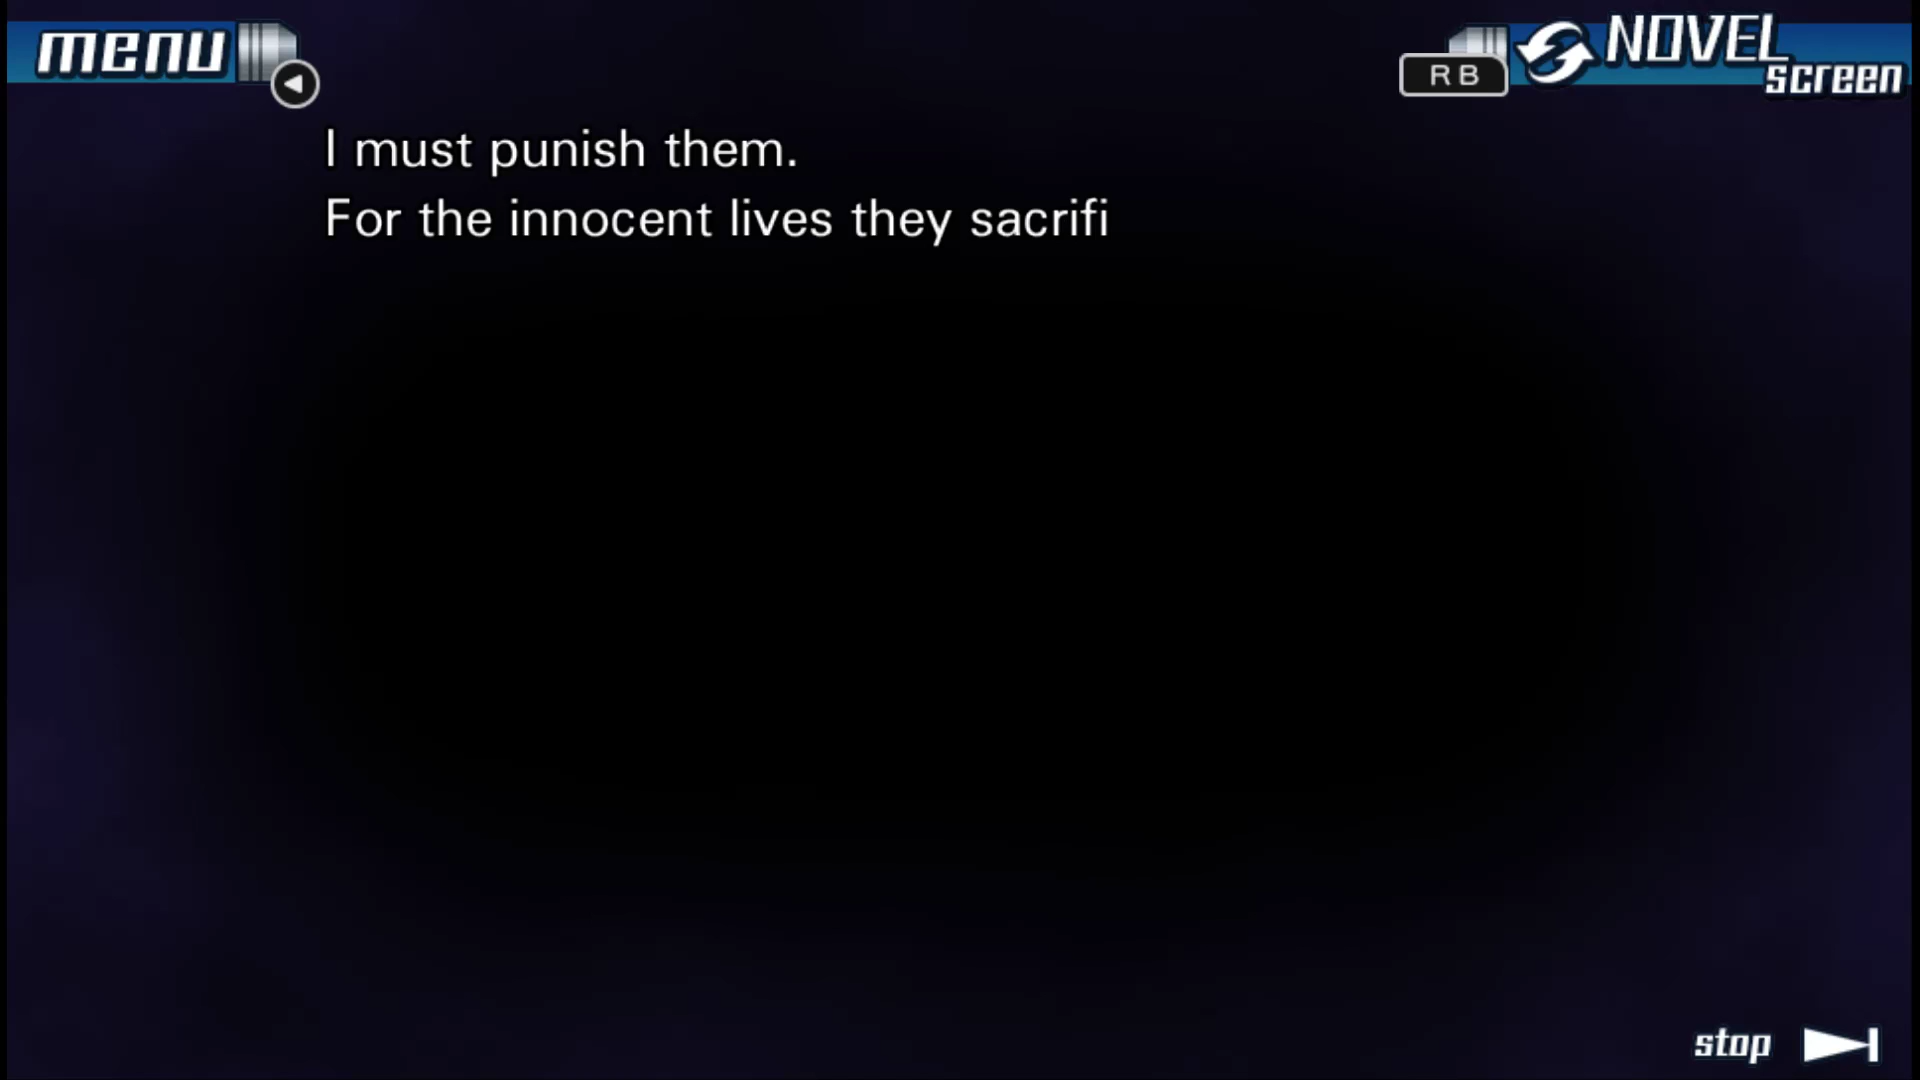 menu
RB
NOVEL
screen
I must punish them.
For the innocent lives they sacrifi
stop